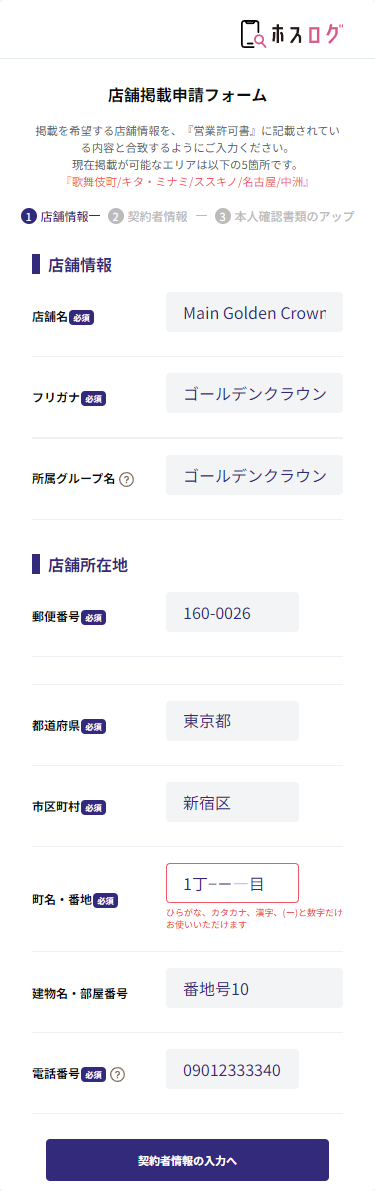 ホスログ
店舗掲載申請フォーム
掲載を希望する店舗情報を、『営業許可書』に記載されてい
る内容と合致するようにご入力ください。
現在掲載が可能なエリアは以下の5箇所です。
『歌舞伎町/キタ・ミナミ/ススキノ/名古屋/中洲』
1 店舗情報 2 契約者情報 3 本人確認書類のアップ
店舗情報
店舗名 必須 Main Golden Crown
フリガナ 必須 ゴールデンクラウン
所属グループ名 ? ゴールデンクラウン
店舗所在地
郵便番号 必須 160-0026
都道府県 必須 東京都
市区町村 必須 新宿区
町名・番地 必須 1丁−ー一目
ひらがな、カタカナ、漢字、(ー)と数字だけ
お使いいただけます
建物名・部屋番号 番地号10
電話番号 必須 ? 09012333340
契約者情報の入力へ